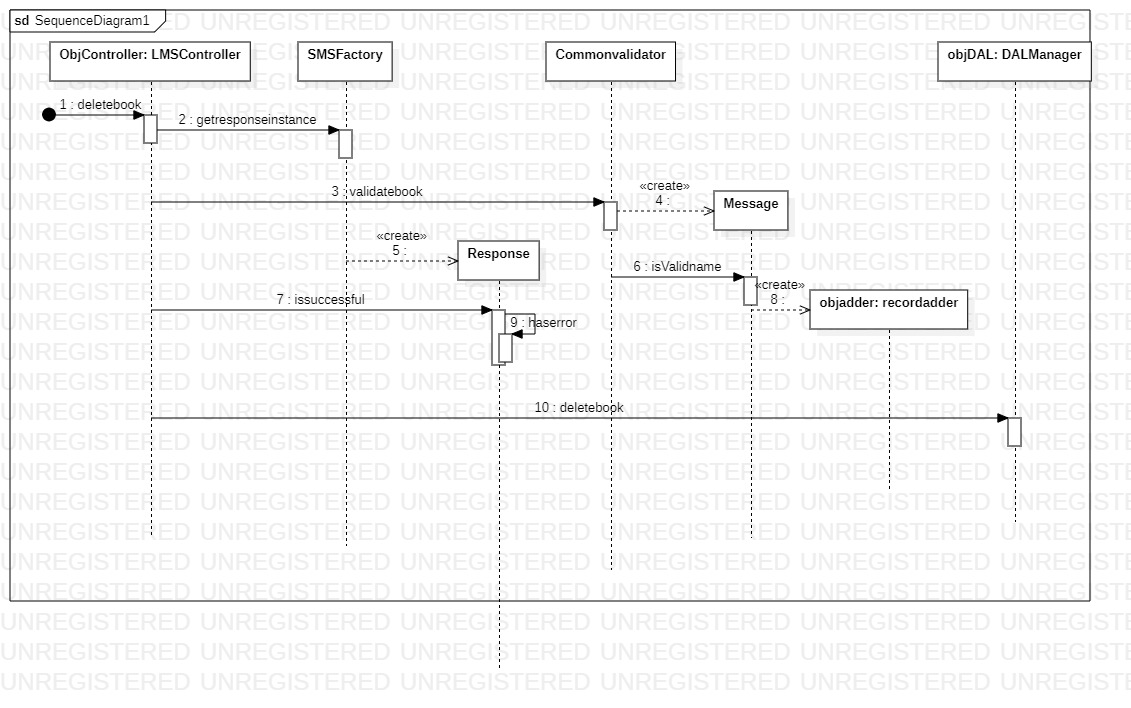 sd SequenceDiagram1
ObjController: LMSController
SMSFactory
Commonvalidator
objDAL: DALManager
1 : deletebook
2 : getresponseinstance
3 : validatebook
«create»
4 :
Message
«create»
5 :
Response
6 : isValidname
«create»
8 :
objadder: recordadder
7 : issuccessful
9 : haserror
10 : deletebook
UNREGISTERED